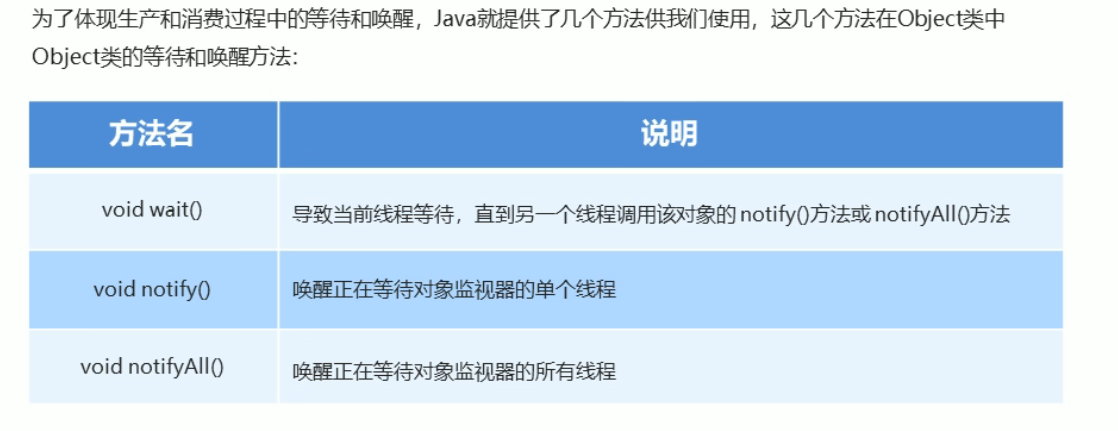 为了体现生产和消费过程中的等待和唤醒，Java就提供了几个方法供我们使用，这几个方法在Object类中
Object类的等待和唤醒方法：
方法名 说明
void wait() 导致当前线程等待，直到另一个线程调用该对象的 notify()方法或 notifyAll()方法
void notify() 唤醒正在等待对象监视器的单个线程
void notifyAll() 唤醒正在等待对象监视器的所有线程